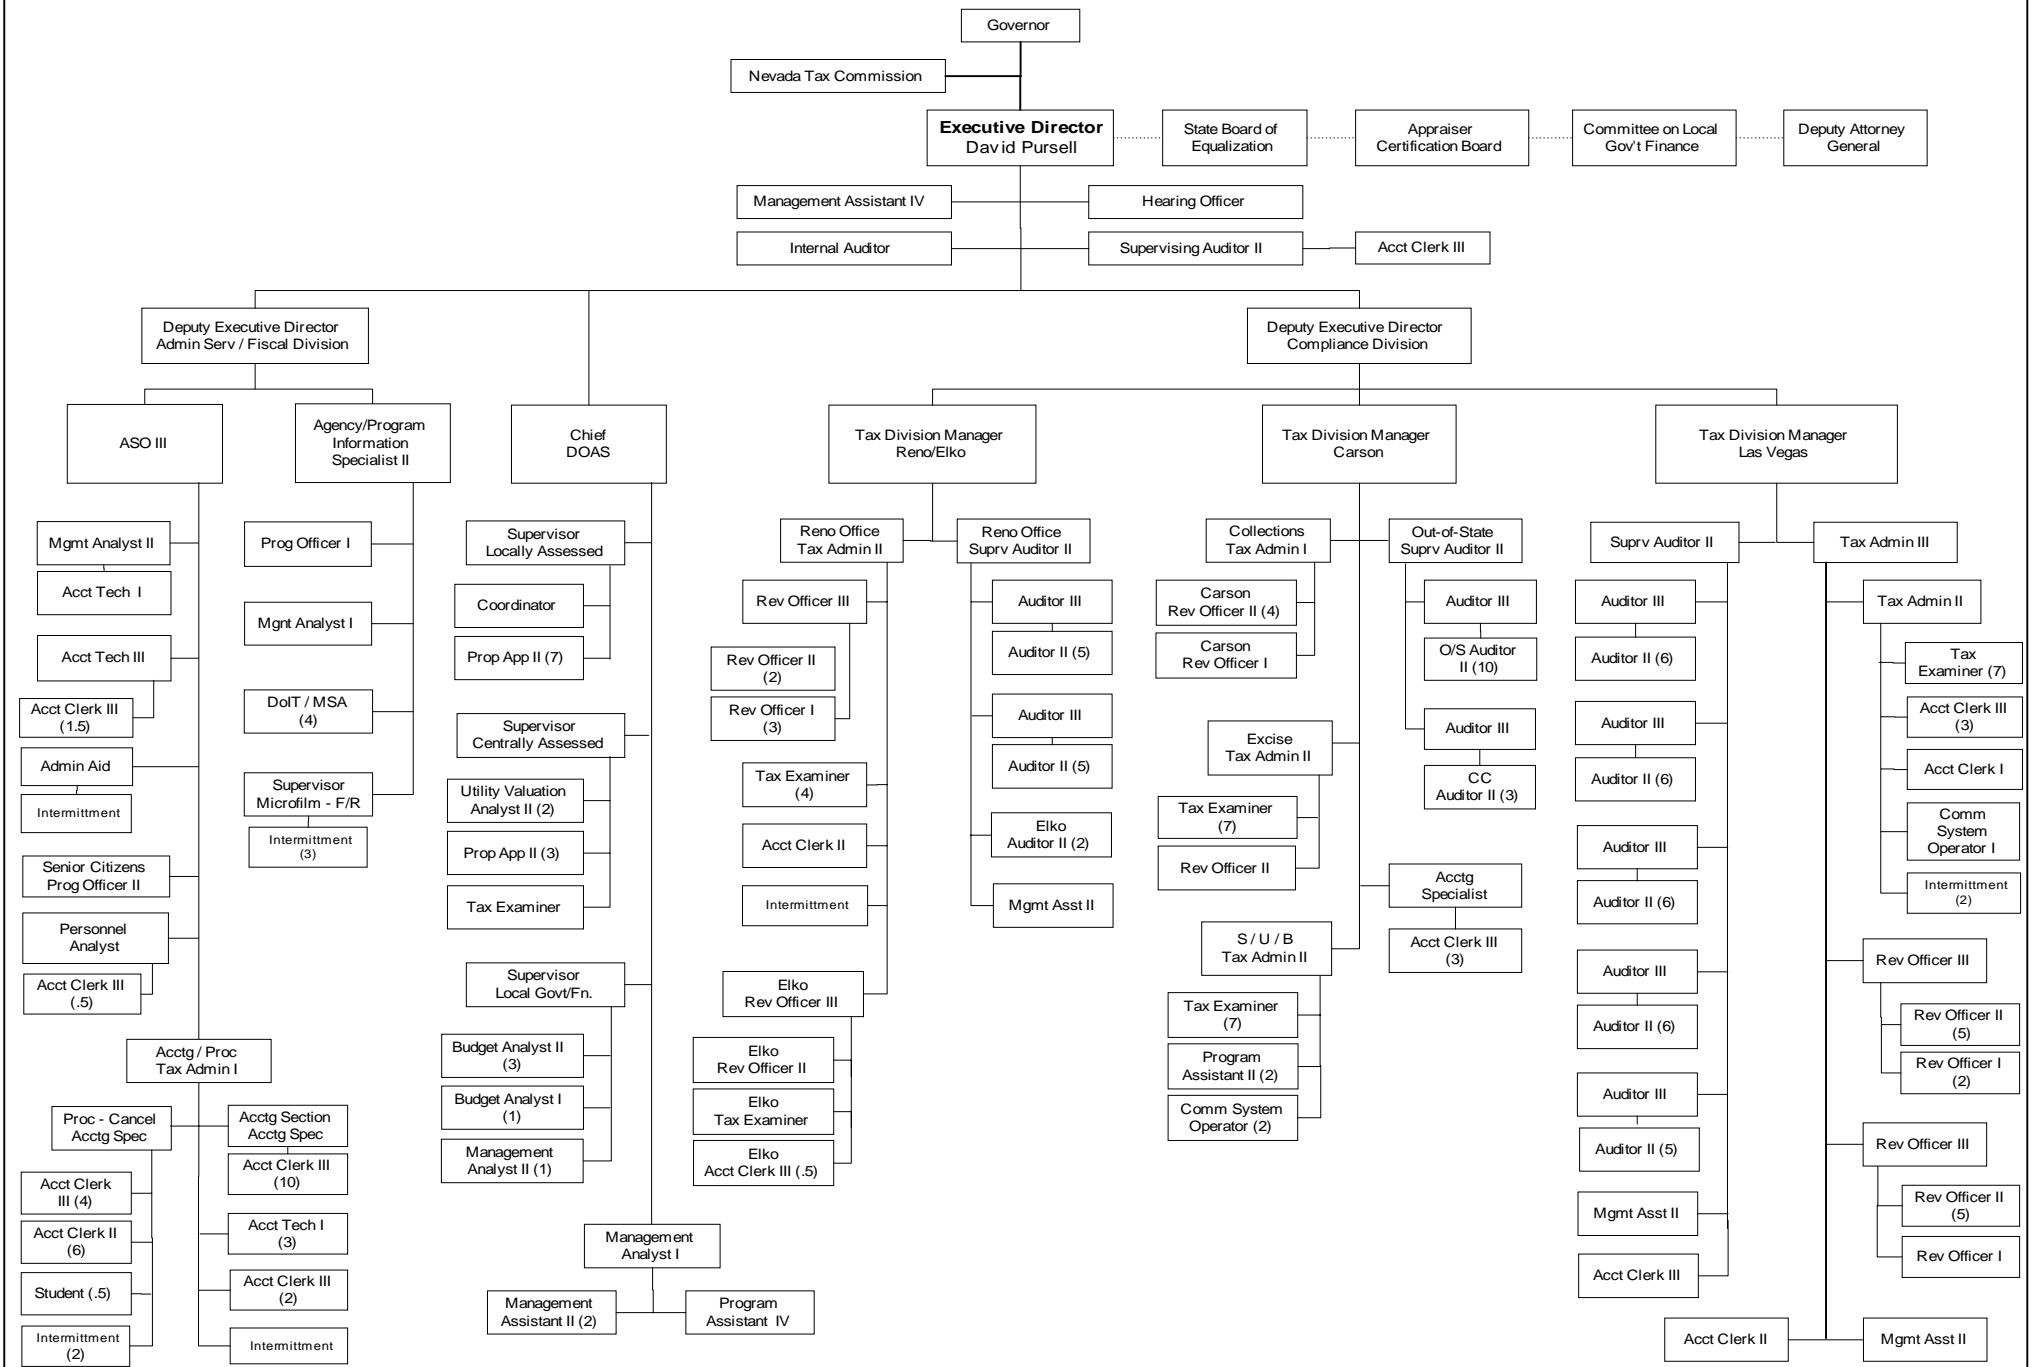 Governor
Nevada Tax Commission
Executive Director
David Pursell
State Board of
Equalization
Appraiser
Certification Board
Committee on Local
Gov't Finance
Deputy Attorney
General
Management Assistant IV
Hearing Officer
Internal Auditor
Supervising Auditor II
Acct Clerk III
Deputy Executive Director
Admin Serv / Fiscal Division
Deputy Executive Director
Compliance Division
ASO III
Agency/Program
Information
Specialist II
Chief
DOAS
Tax Division Manager
Reno/Elko
Tax Division Manager
Carson
Tax Division Manager
Las Vegas
Mgmt Analyst II
Acct Tech I
Acct Tech III
Acct Clerk III
(1.5)
Admin Aid
Intermittment
Senior Citizens
Prog Officer II
Personnel
Analyst
Acct Clerk III
(.5)
Acctg / Proc
Tax Admin I
Proc - Cancel
Acctg Spec
Acct Clerk
III (4)
Acct Clerk II
(6)
Student (.5)
Intermittment
(2)
Acctg Section
Acctg Spec
Acct Clerk III
(10)
Acct Tech I
(3)
Acct Clerk III
(2)
Intermittment
Prog Officer I
Mgnt Analyst I
DoIT / MSA
(4)
Supervisor
Microfilm - F/R
Intermittment
(3)
Supervisor
Locally Assessed
Coordinator
Prop App II (7)
Supervisor
Centrally Assessed
Utility Valuation
Analyst II (2)
Prop App II (3)
Tax Examiner
Supervisor
Local Govt/Fn.
Budget Analyst II
(3)
Budget Analyst I
(1)
Management
Analyst II (1)
Management
Analyst I
Management
Assistant II (2)
Program
Assistant IV
Reno Office
Tax Admin II
Rev Officer III
Rev Officer II
(2)
Rev Officer I
(3)
Tax Examiner
(4)
Acct Clerk II
Intermittment
Elko
Rev Officer III
Elko
Rev Officer II
Elko
Tax Examiner
Elko
Acct Clerk III (.5)
Reno Office
Suprv Auditor II
Auditor III
Auditor II (5)
Auditor III
Auditor II (5)
Elko
Auditor II (2)
Mgmt Asst II
Collections
Tax Admin I
Carson
Rev Officer II (4)
Carson
Rev Officer I
Excise
Tax Admin II
Tax Examiner
(7)
Rev Officer II
S / U / B
Tax Admin II
Tax Examiner
(7)
Program
Assistant II (2)
Comm System
Operator (2)
Out-of-State
Suprv Auditor II
Auditor III
O/S Auditor
II (10)
Auditor III
CC
Auditor II (3)
Acctg
Specialist
Acct Clerk III
(3)
Suprv Auditor II
Auditor III
Auditor II (6)
Auditor III
Auditor II (6)
Auditor III
Auditor II (6)
Auditor III
Auditor II (6)
Auditor III
Auditor II (5)
Mgmt Asst II
Acct Clerk III
Tax Admin III
Tax Admin II
Tax
Examiner (7)
Acct Clerk III
(3)
Acct Clerk I
Comm
System
Operator I
Intermittment
(2)
Rev Officer III
Rev Officer II
(5)
Rev Officer I
(2)
Rev Officer III
Rev Officer II
(5)
Rev Officer I
Acct Clerk II
Mgmt Asst II